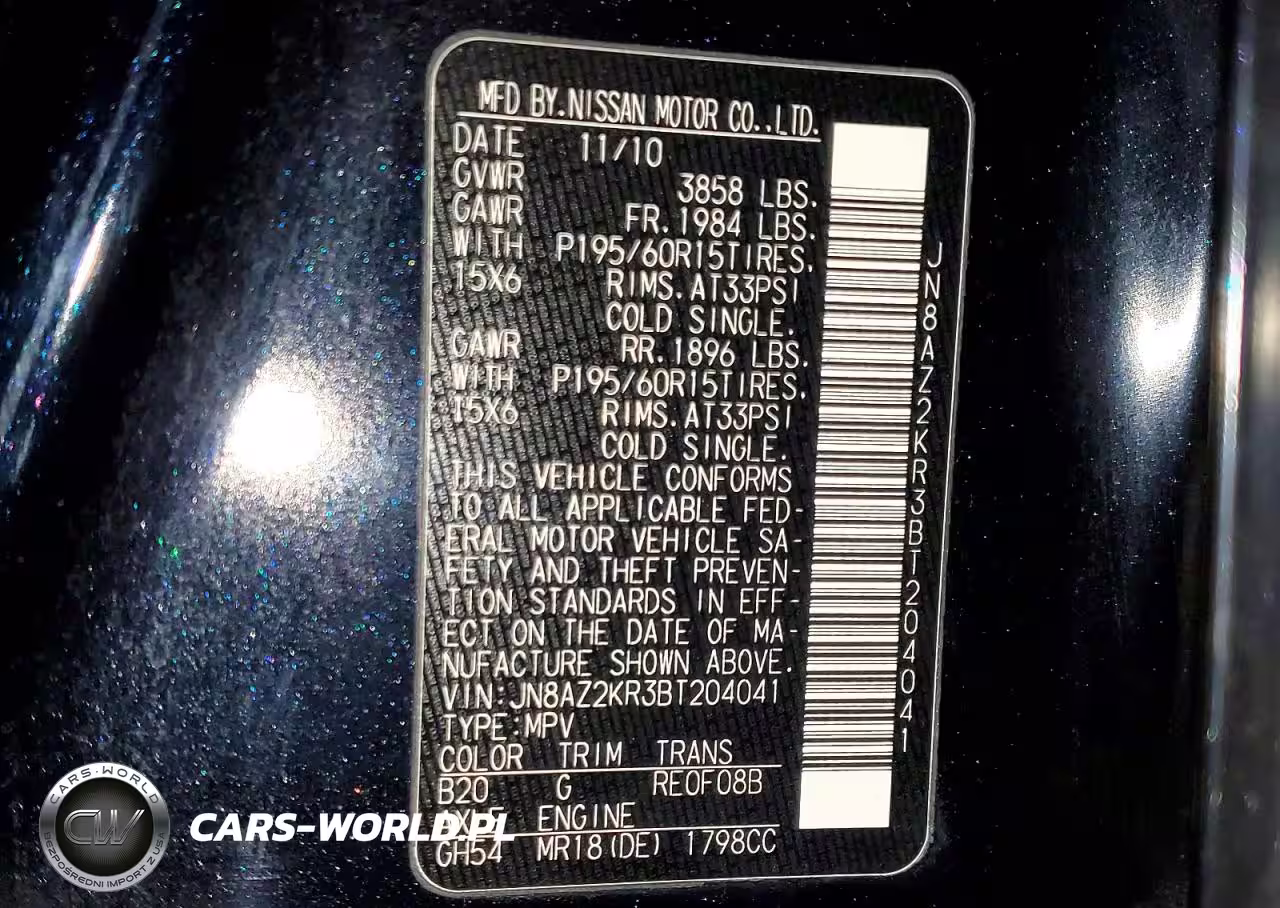 MFD BY.NISSAN MOTOR CO.,LTD.
DATE 11/10
GVWR 3858 LBS.
GAWR FR.1984 LBS.
WITH P195/60R15TIRES.
15X6 RIMS.AT33PSI
COLD SINGLE.
GAWR RR.1896 LBS.
WITH P195/60R15TIRES.
15X6 RIMS.AT33PSI
COLD SINGLE.
THIS VEHICLE CONFORMS
TO ALL APPLICABLE FED-
ERAL MOTOR VEHICLE SA-
FETY AND THEFT PREVEN-
TION STANDARDS IN EFF-
ECT ON THE DATE OF MA-
NUFACTURE SHOWN ABOVE.
VIN:JN8AZ2KR3BT204041
TYPE:MPV
COLOR TRIM TRANS
B20 G RE0F08B
AXLE ENGINE
GH54 MR18(DE) 1798CC
JN8AZ2KR3BT204041
CARS-WORLD
CW
BEZPOŚREDNI IMPORT Z USA
CARS-WORLD.PL